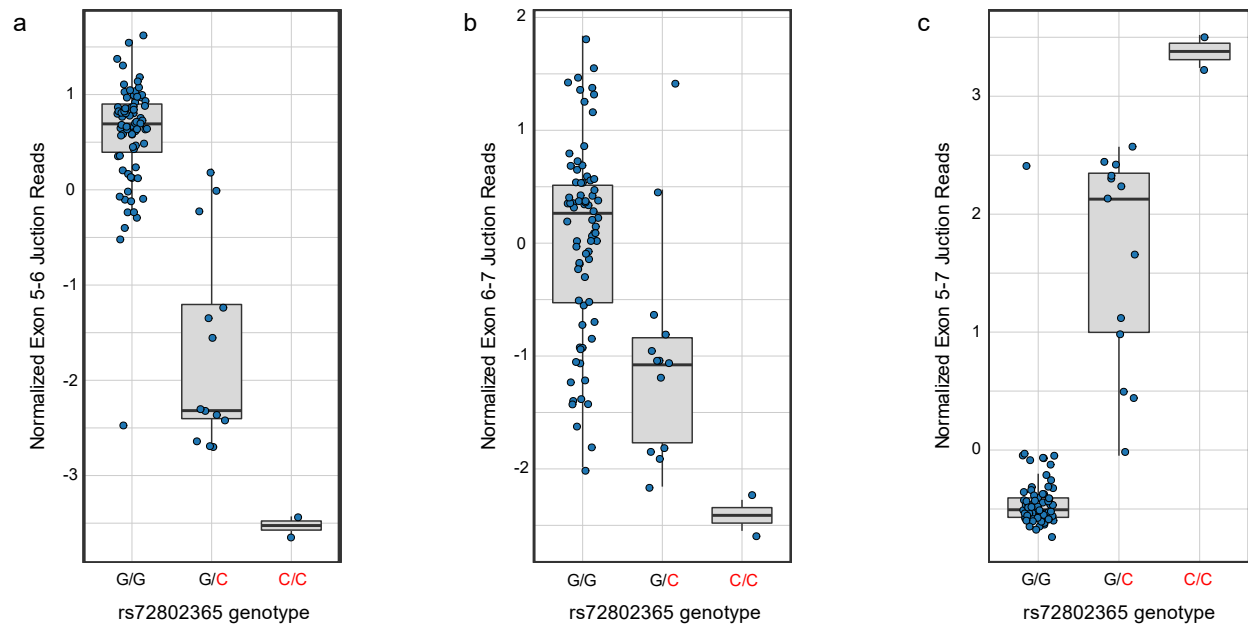 a
Normalized Exon 5-6 Juction Reads
1
0
-1
-2
-3
G/G
G/C
C/C
rs72802365 genotype
b
Normalized Exon 6-7 Juction Reads
2
1
0
-1
-2
G/G
G/C
C/C
rs72802365 genotype
c
Normalized Exon 5-7 Juction Reads
3
2
1
0
G/G
G/C
C/C
rs72802365 genotype